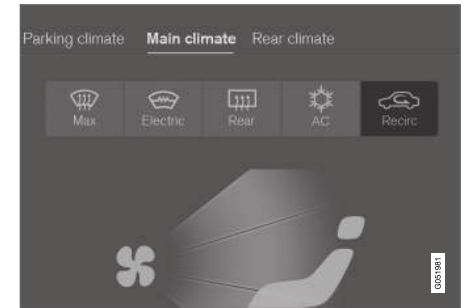 Parking climate Main climate Rear climate
Max Electric Rear AC Recirc
G051981